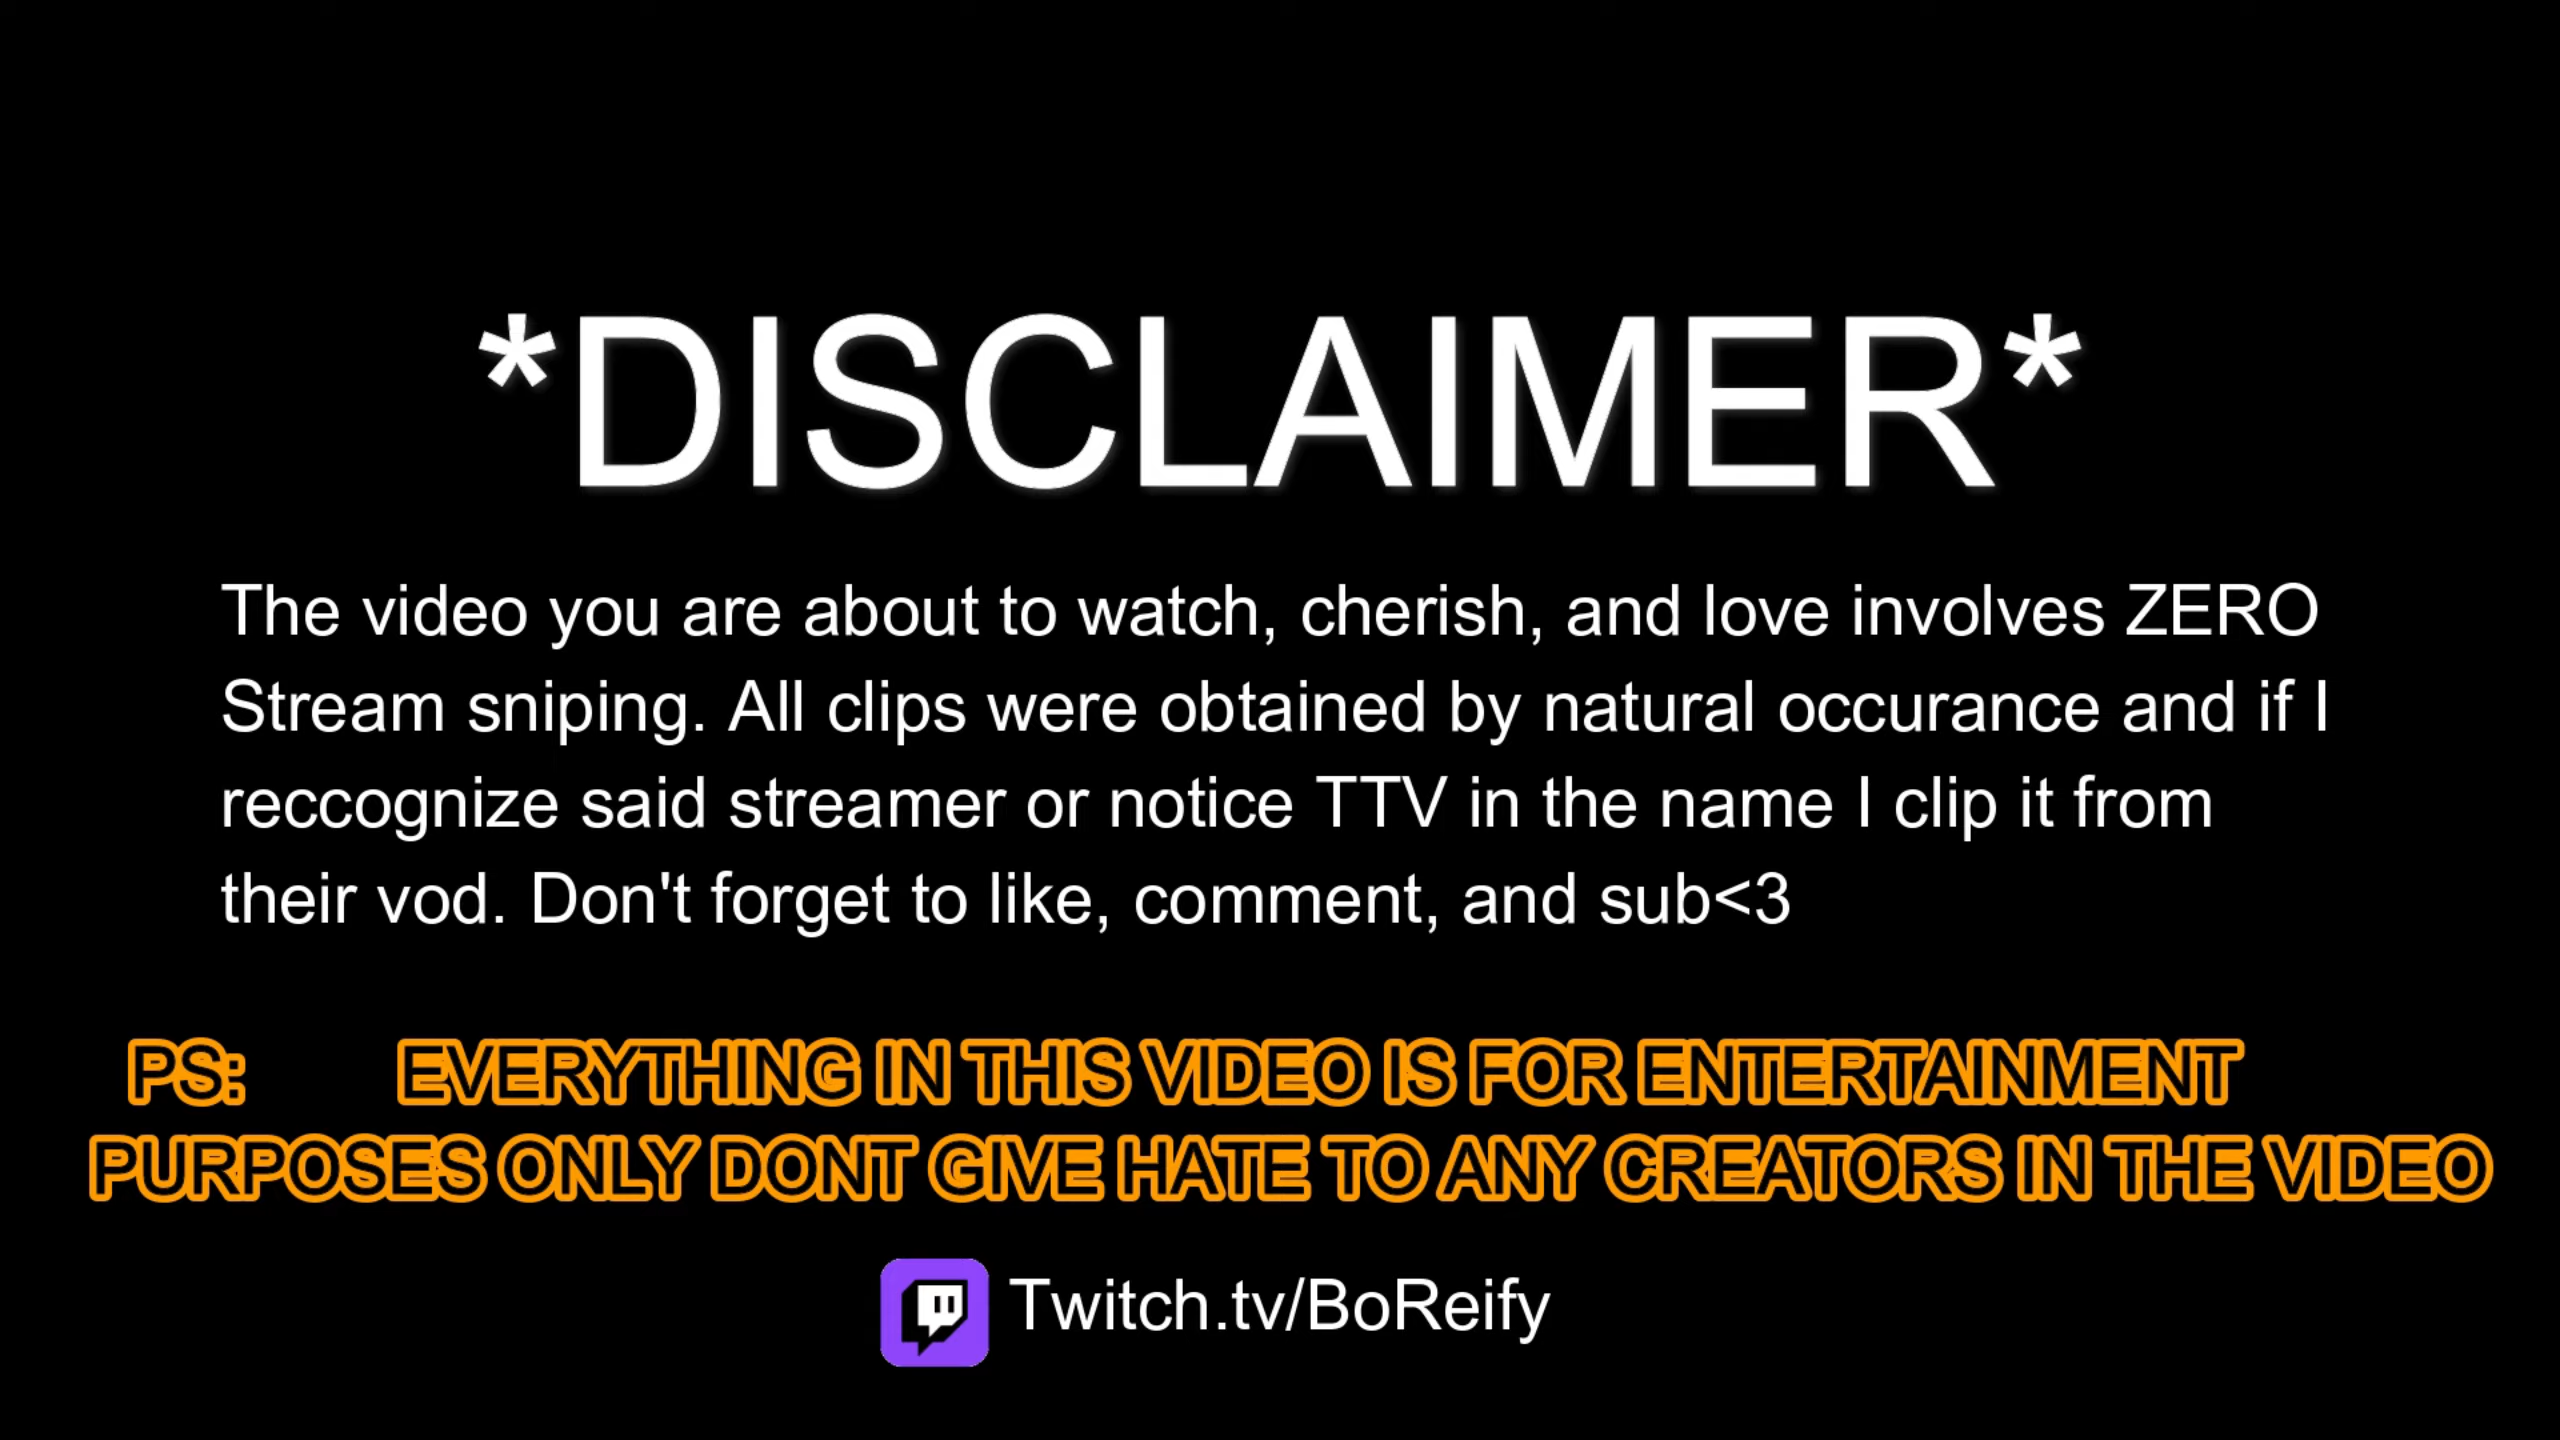 *DISCLAIMER*
The video you are about to watch, cherish, and love involves ZERO
Stream sniping. All clips were obtained by natural occurance and if I
reccognize said streamer or notice TTV in the name I clip it from
their vod. Don't forget to like, comment, and sub<3
PS: EVERYTHING IN THIS VIDEO IS FOR ENTERTAINMENT
PURPOSES ONLY DONT GIVE HATE TO ANY CREATORS IN THE VIDEO
Twitch.tv/BoReify